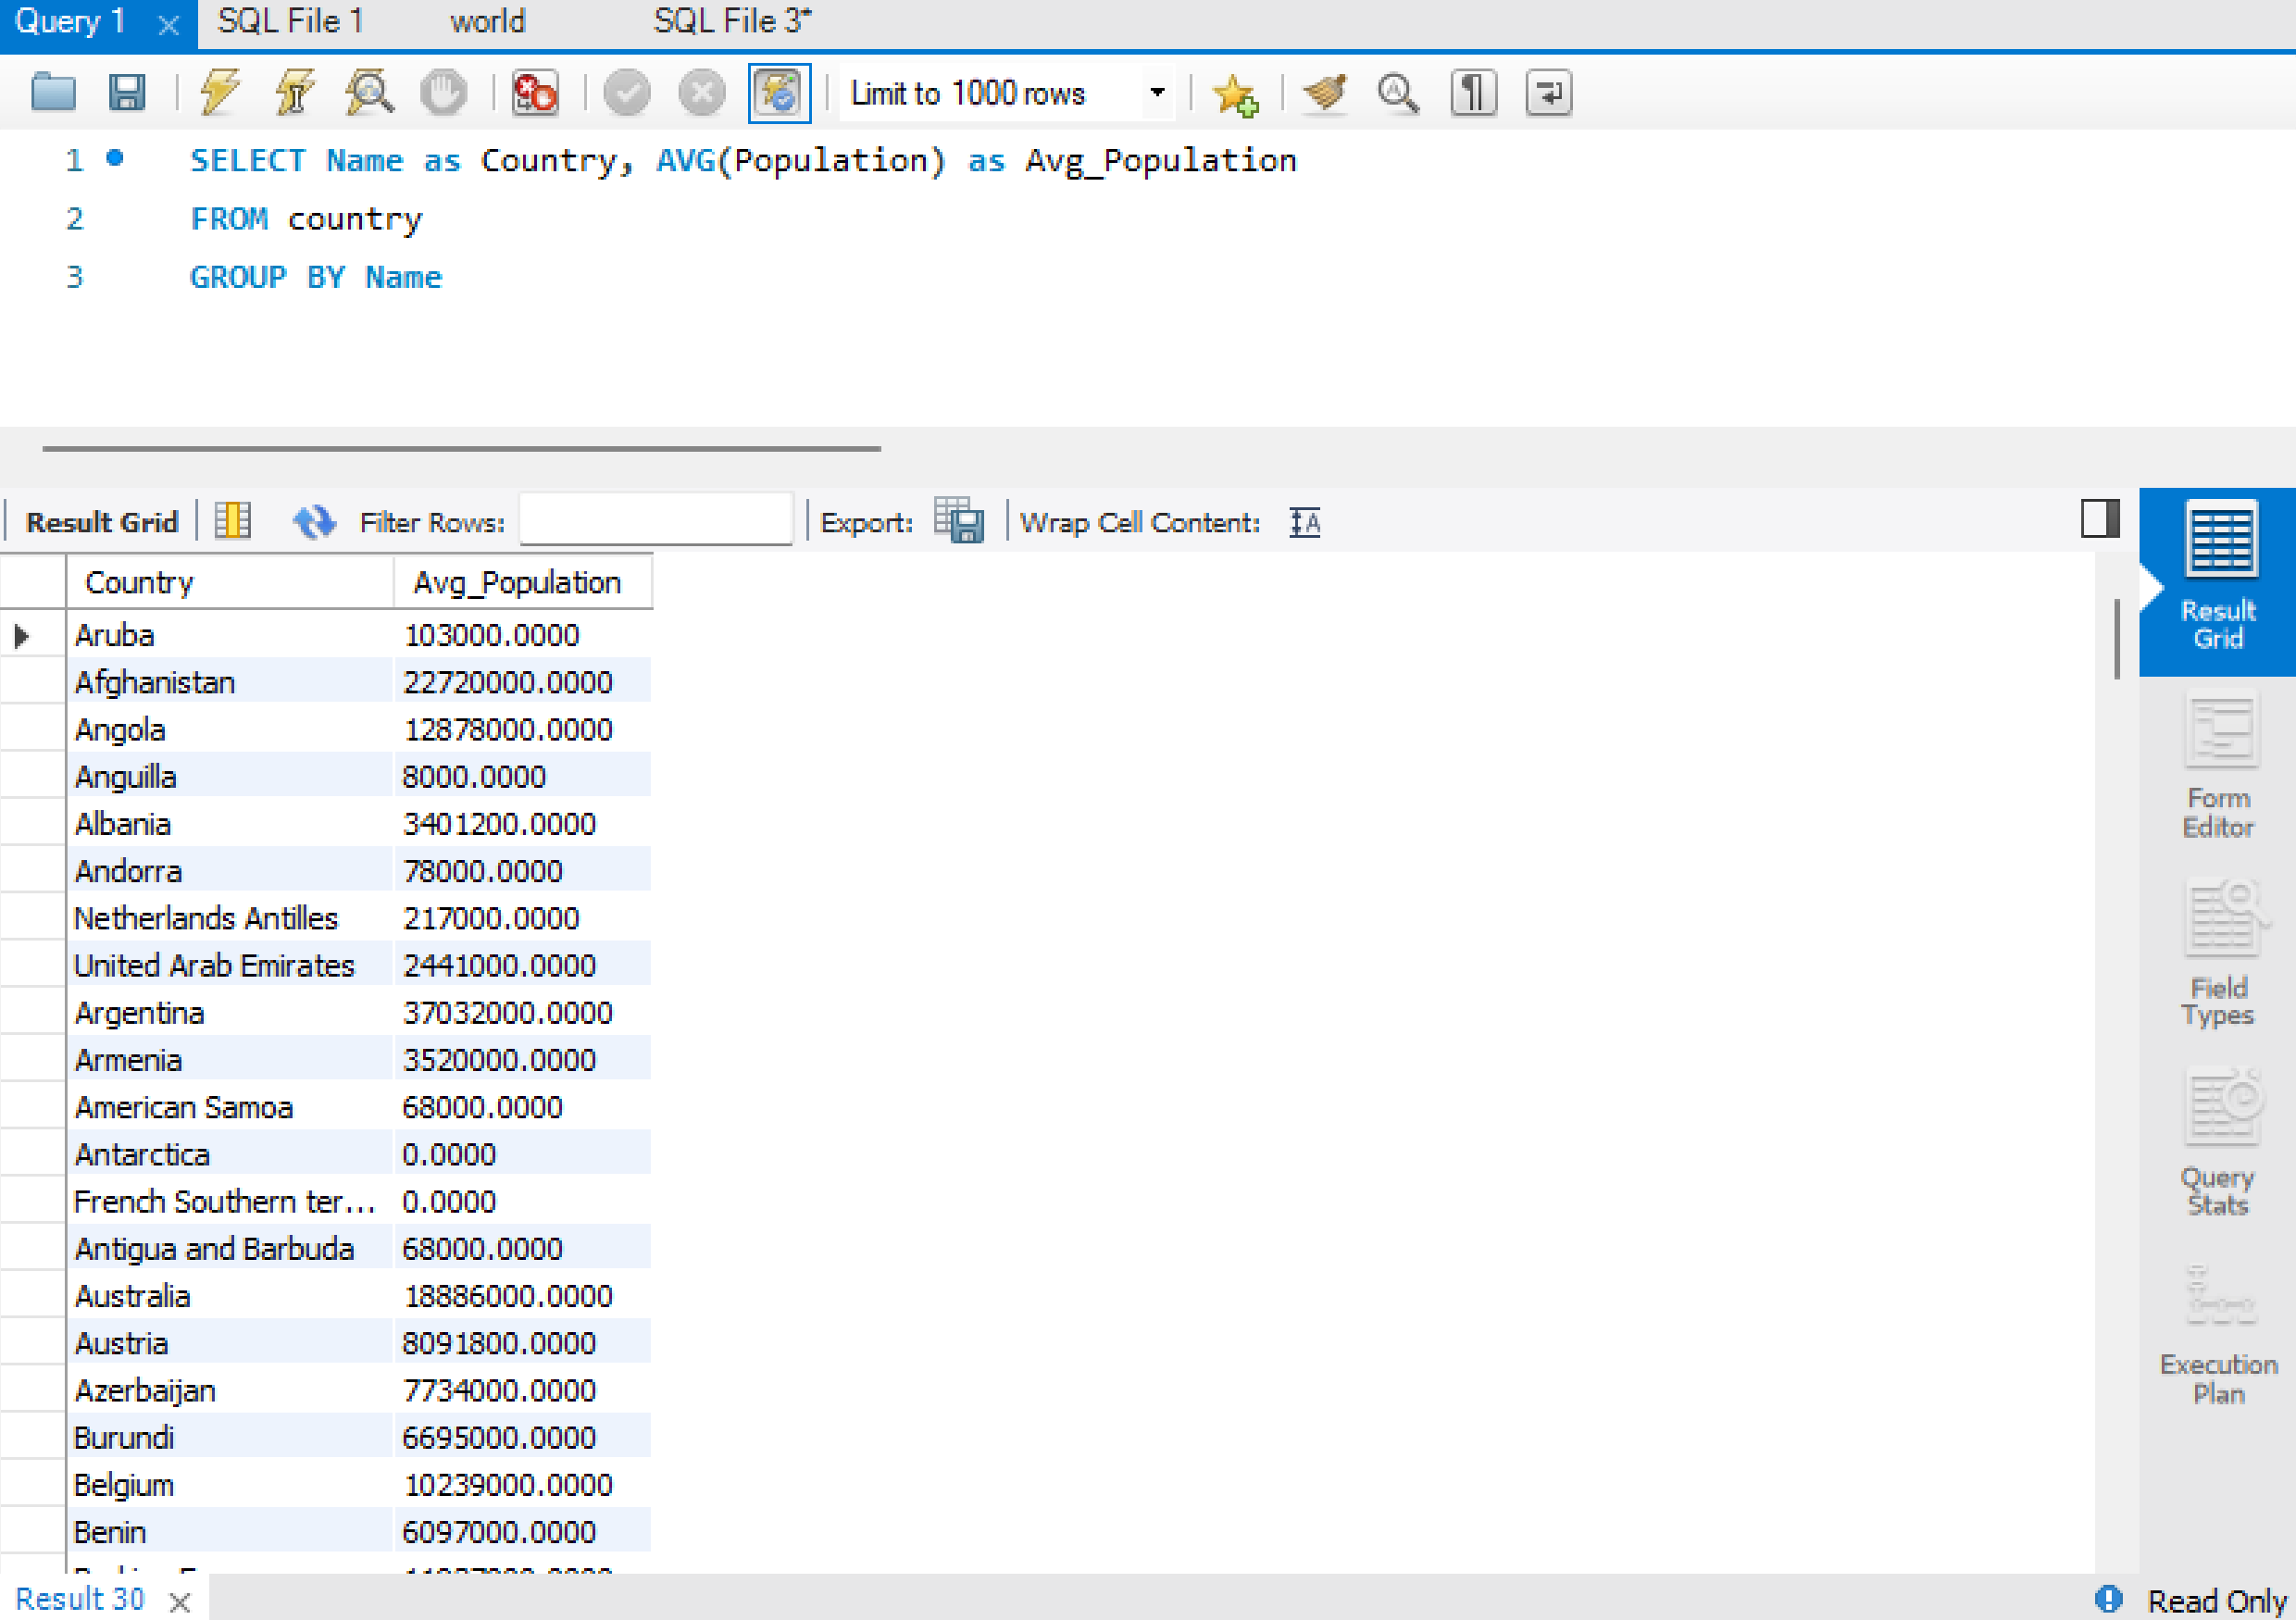 Query 1 SQL File 1 world SQL File 3*
Limit to 1000 rows
1 SELECT Name as Country, AVG(Population) as Avg_Population
2 FROM country
3 GROUP BY Name
Result Grid Filter Rows: Export: Wrap Cell Content:
Country Avg_Population
Aruba 103000.0000
Afghanistan 22720000.0000
Angola 12878000.0000
Anguilla 8000.0000
Albania 3401200.0000
Andorra 78000.0000
Netherlands Antilles 217000.0000
United Arab Emirates 2441000.0000
Argentina 37032000.0000
Armenia 3520000.0000
American Samoa 68000.0000
Antarctica 0.0000
French Southern ter... 0.0000
Antigua and Barbuda 68000.0000
Australia 18886000.0000
Austria 8091800.0000
Azerbaijan 7734000.0000
Burundi 6695000.0000
Belgium 10239000.0000
Benin 6097000.0000
Result
Grid
Form
Editor
Field
Types
Query
Stats
Execution
Plan
Result 30 Read Only